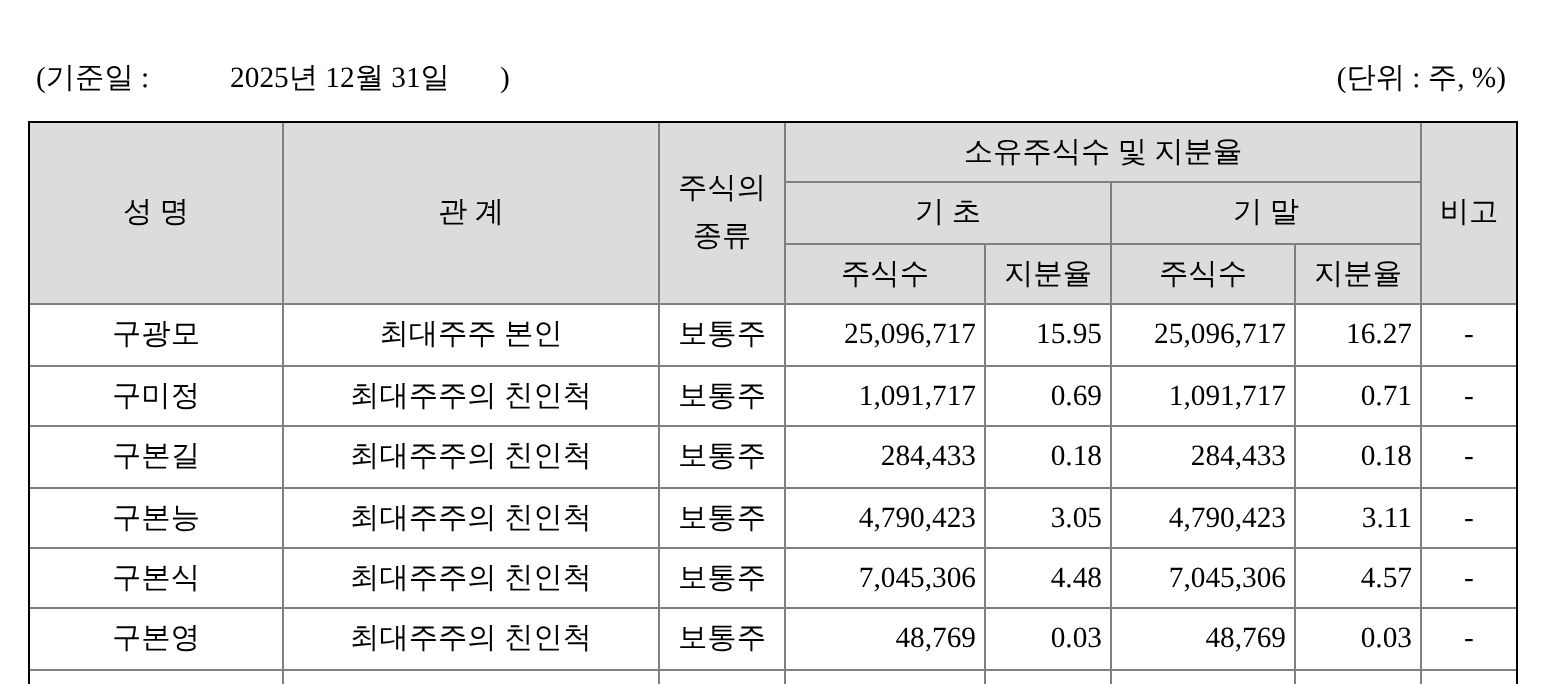 (기준일 : 2025년 12월 31일 ) (단위 : 주, %)
성 명 관 계 주식의 종류 소유주식수 및 지분율 비고
기 초 기 말
주식수 지분율 주식수 지분율
구광모 최대주주 본인 보통주 25,096,717 15.95 25,096,717 16.27 -
구미정 최대주주의 친인척 보통주 1,091,717 0.69 1,091,717 0.71 -
구본길 최대주주의 친인척 보통주 284,433 0.18 284,433 0.18 -
구본능 최대주주의 친인척 보통주 4,790,423 3.05 4,790,423 3.11 -
구본식 최대주주의 친인척 보통주 7,045,306 4.48 7,045,306 4.57 -
구본영 최대주주의 친인척 보통주 48,769 0.03 48,769 0.03 -